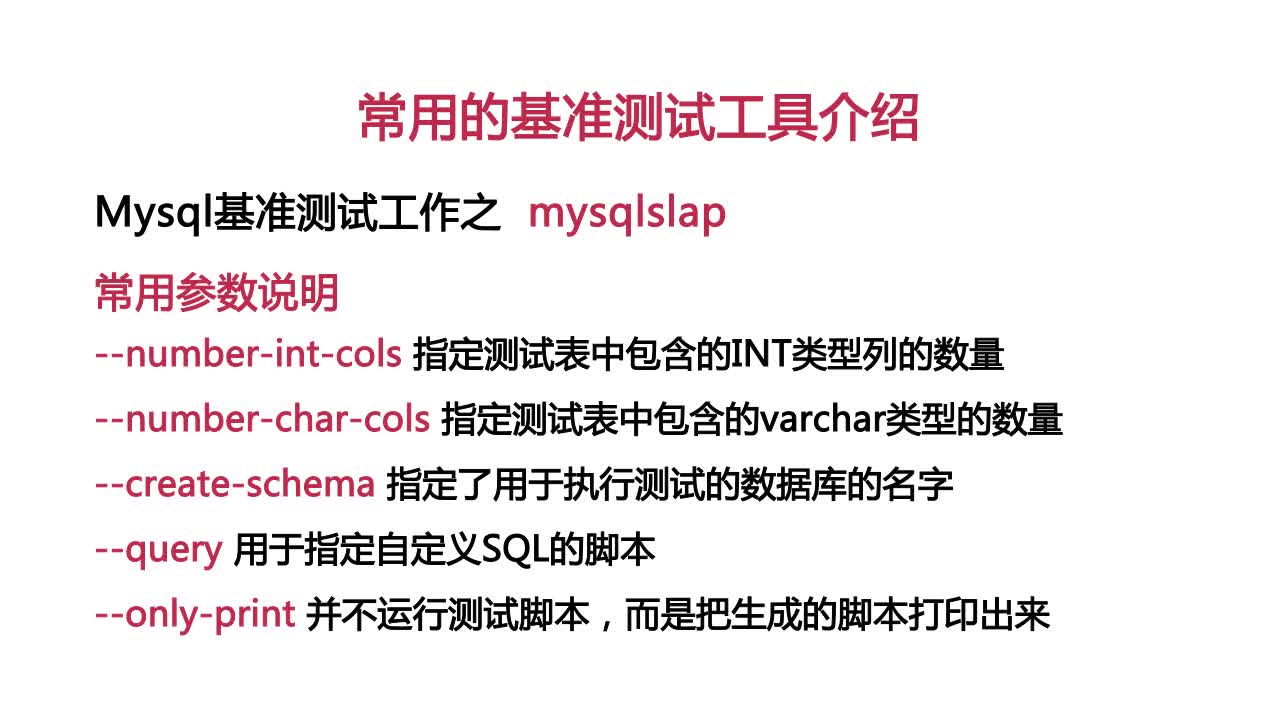 常用的基准测试工具介绍
Mysql基准测试工作之 mysqlslap
常用参数说明
--number-int-cols 指定测试表中包含的INT类型列的数量
--number-char-cols 指定测试表中包含的varchar类型的数量
--create-schema 指定了用于执行测试的数据库的名字
--query 用于指定自定义SQL的脚本
--only-print 并不运行测试脚本，而是把生成的脚本打印出来